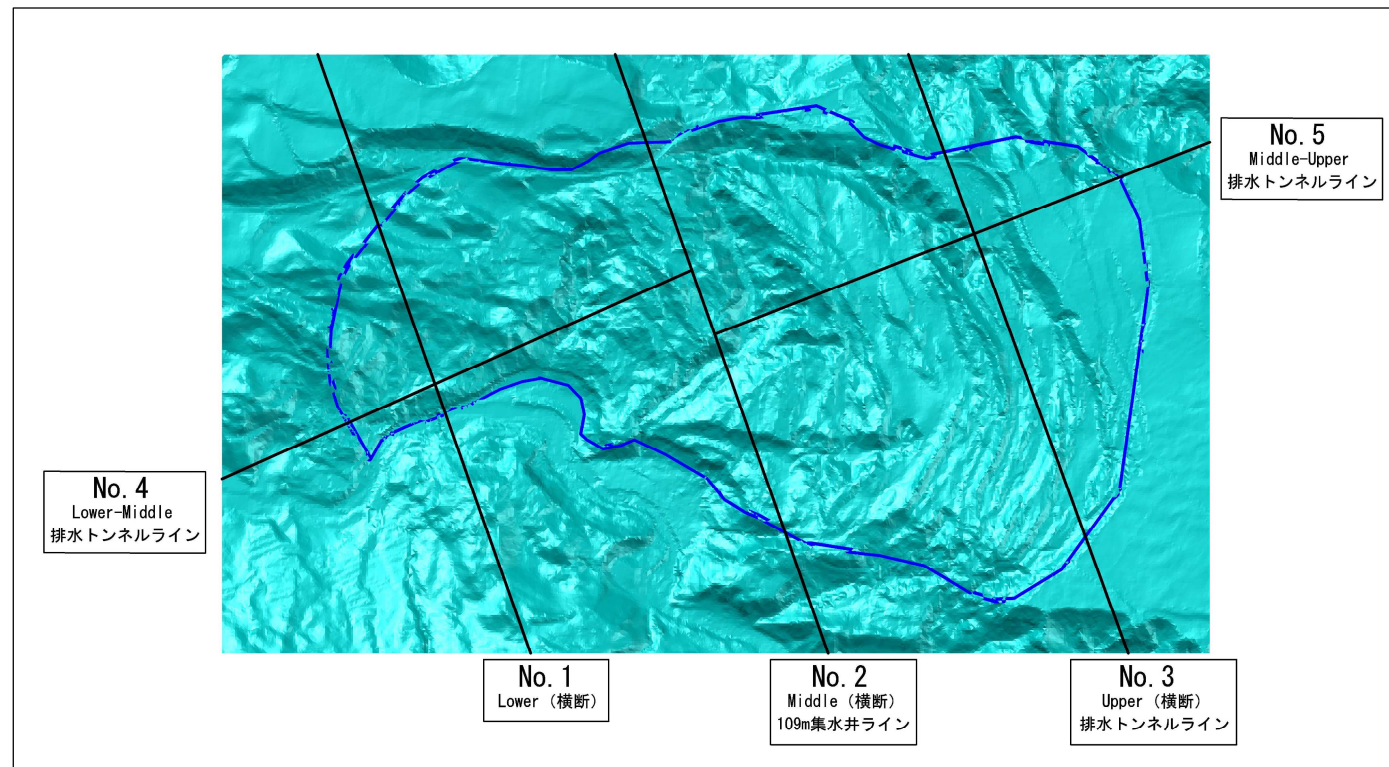 No. 5
Middle-Upper
排水トンネルライン
No. 4
Lower-Middle
排水トンネルライン
No. 1
Lower（横断）
No. 2
Middle（横断）
109m集水井ライン
No. 3
Upper（横断）
排水トンネルライン